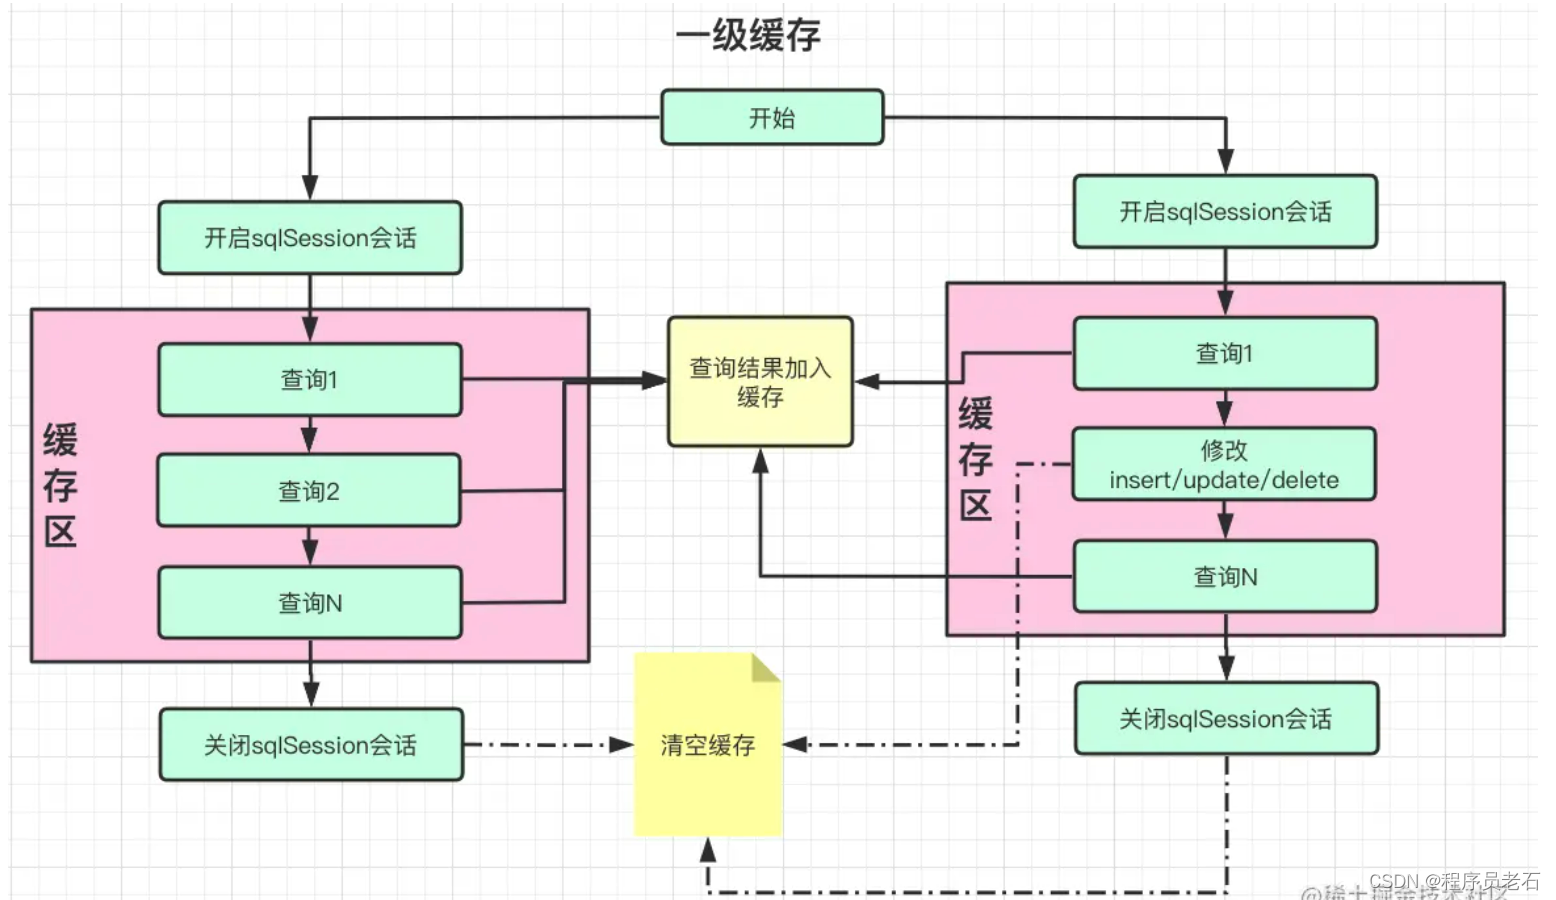 一级缓存
开始
开启sqlSession会话
开启sqlSession会话
缓存区
查询1
查询2
查询N
关闭sqlSession会话
查询结果加入
缓存
清空缓存
缓存区
查询1
修改
insert/update/delete
查询N
关闭sqlSession会话
CSDN @程序员老石
@稀土掘金技术社区